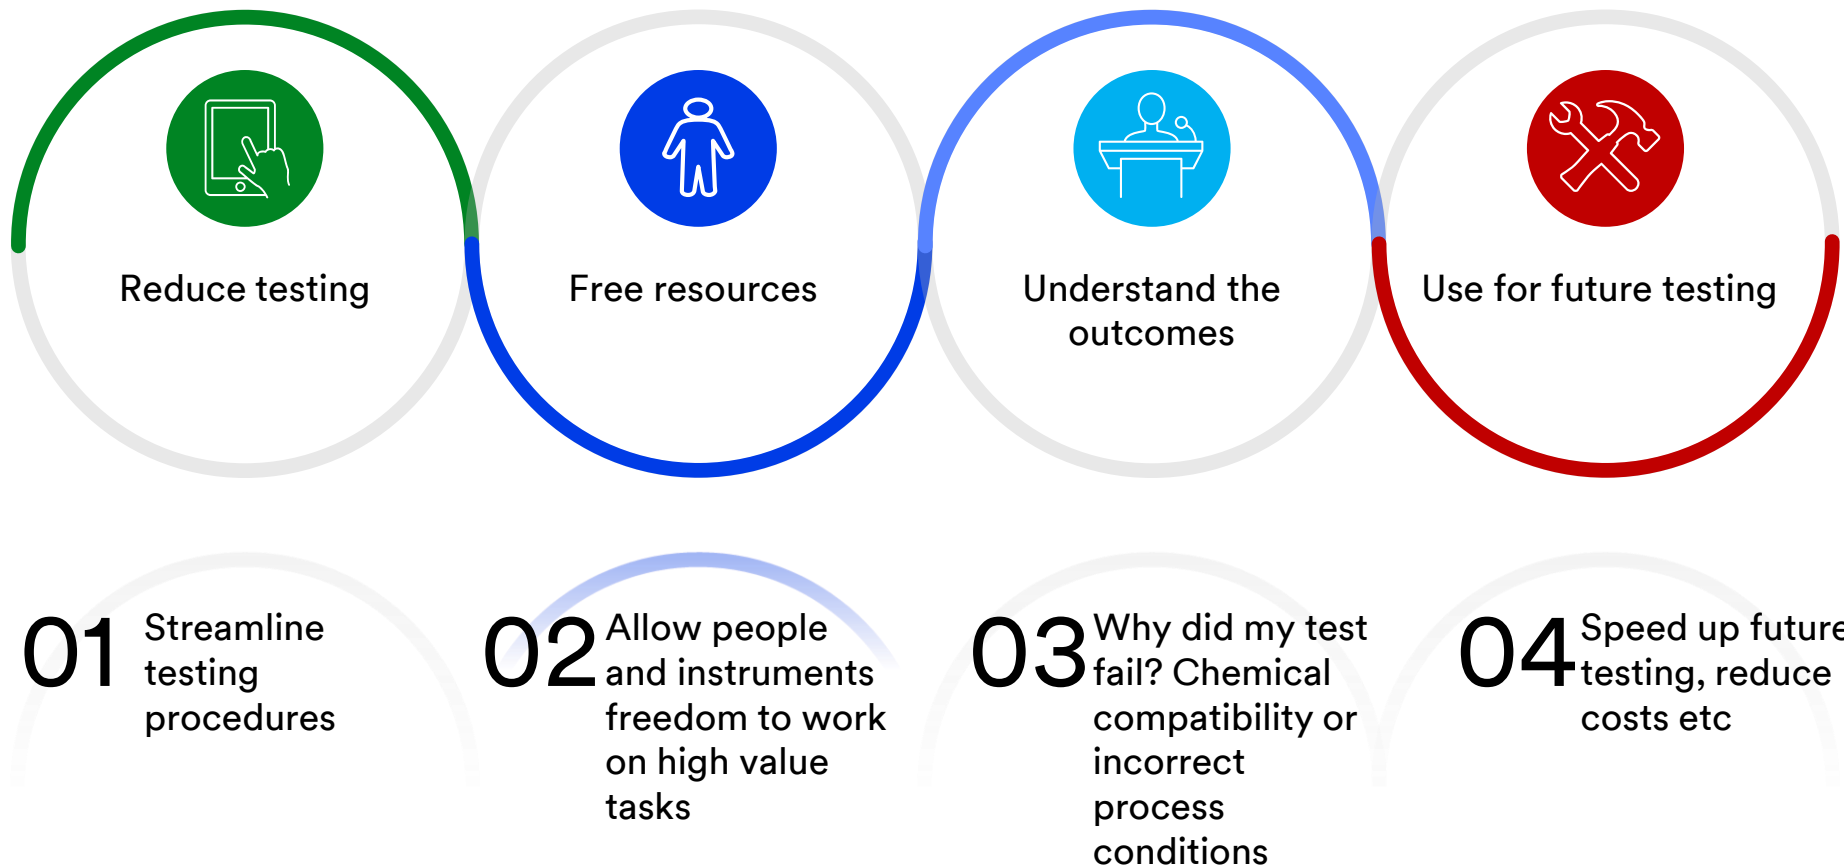 Reduce testing
Free resources
Understand the
outcomes
Use for future testing
01
Streamline
testing
procedures
02
Allow people
and instruments
freedom to work
on high value
tasks
03
Why did my test
fail? Chemical
compatibility or
incorrect
process
conditions
04
Speed up future
testing, reduce
costs etc